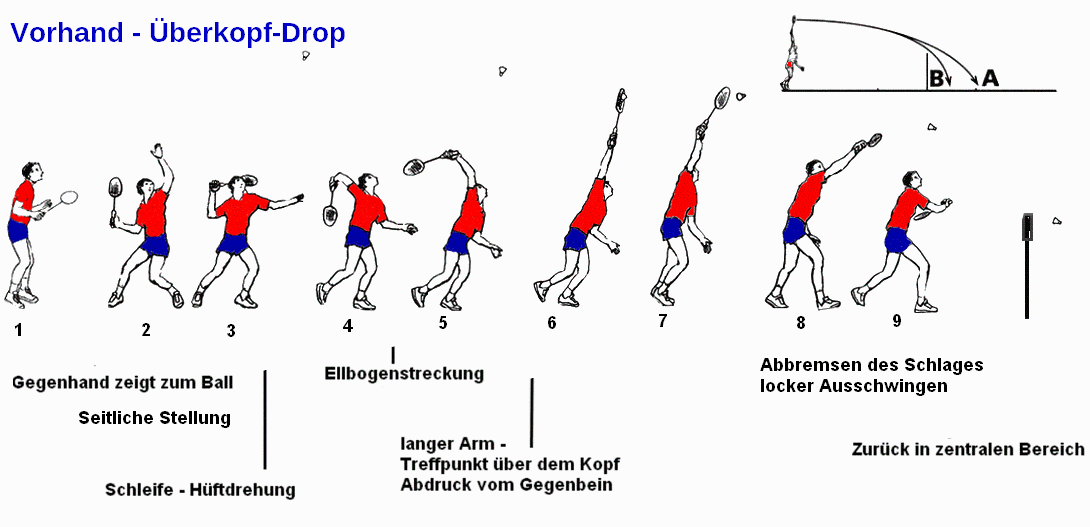 Vorhand - Überkopf-Drop
B A
1 2 3 4 5 6 7 8 9
Gegenhand zeigt zum Ball
Seitliche Stellung
Schleife - Hüftdrehung
Ellbogenstreckung
langer Arm -
Treffpunkt über dem Kopf
Abdruck vom Gegenbein
Abbremsen des Schlages
locker Ausschwingen
Zurück in zentralen Bereich